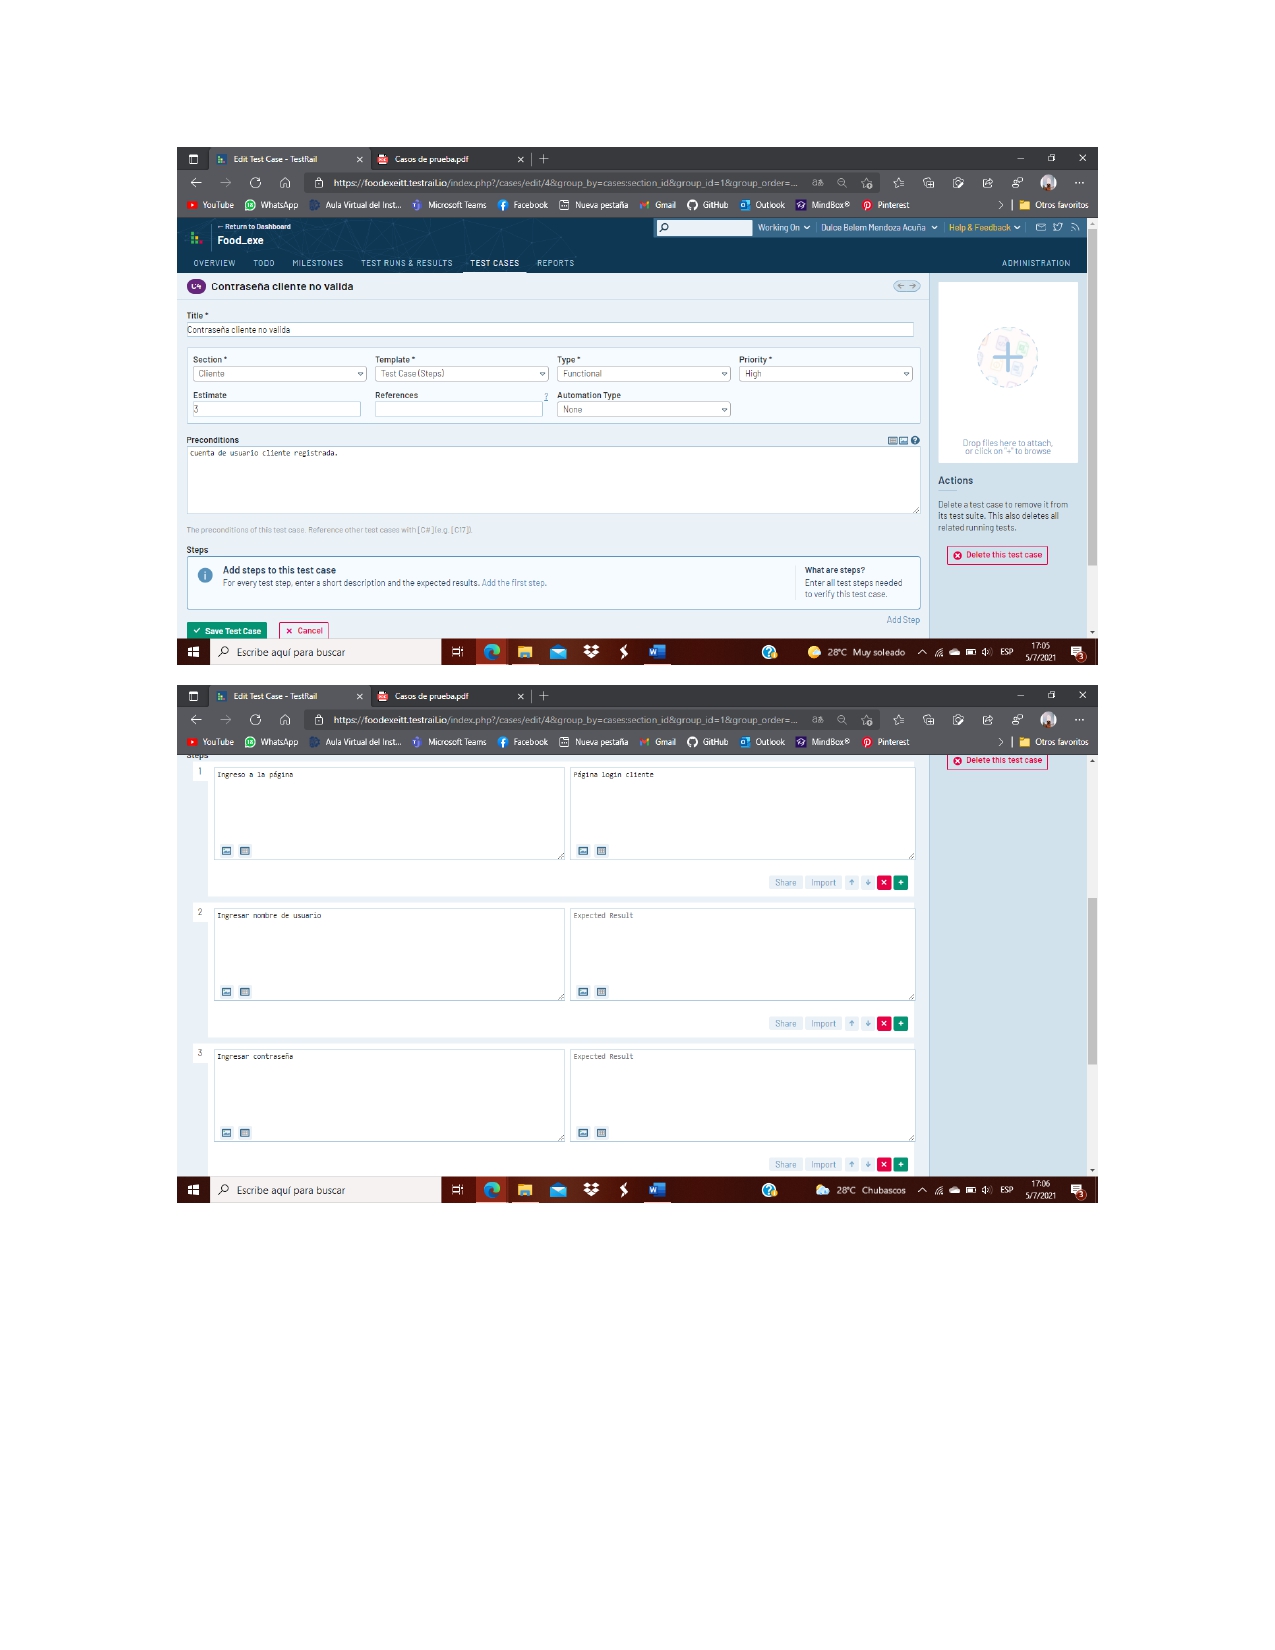 Edit Test Case - TestRail
Casos de prueba.pdf
https://foodexeitt.testrail.io/index.php?/cases/edit/4&group_by=cases:section_id&group_id=1&group_order=...
YouTube WhatsApp Aula Virtual del Inst... Microsoft Teams Facebook Nueva pestaña Gmail GitHub Outlook MindBox® Pinterest Otros favoritos
← Return to Dashboard
Food_exe
Working On Dulce Belem Mendoza Acuña Help & Feedback
OVERVIEW TODO MILESTONES TEST RUNS & RESULTS TEST CASES REPORTS ADMINISTRATION
C4 Contraseña cliente no valida
Title *
Contraseña cliente no valida
Section * Template * Type * Priority *
Cliente Test Case (Steps) Functional High
Estimate References ? Automation Type
3 None
Preconditions
cuenta de usuario cliente registrada.
The preconditions of this test case. Reference other test cases with [C#] (e.g. [C17]).
Steps
Add steps to this test case
For every test step, enter a short description and the expected results. Add the first step.
What are steps?
Enter all test steps needed
to verify this test case.
Add Step
Save Test Case Cancel
Drop files here to attach,
or click on "+" to browse
Actions
Delete a test case to remove it from
its test suite. This also deletes all
related running tests.
Delete this test case
Escribe aquí para buscar
28°C Muy soleado
ESP
17:05
5/7/2021
3
Edit Test Case - TestRail
Casos de prueba.pdf
https://foodexeitt.testrail.io/index.php?/cases/edit/4&group_by=cases:section_id&group_id=1&group_order=...
YouTube WhatsApp Aula Virtual del Inst... Microsoft Teams Facebook Nueva pestaña Gmail GitHub Outlook MindBox® Pinterest Otros favoritos
Steps
Delete this test case
1 Ingreso a la página Página login cliente
Share Import
2 Ingresar nombre de usuario Expected Result
Share Import
3 Ingresar contraseña Expected Result
Share Import
Escribe aquí para buscar
28°C Chubascos
ESP
17:06
5/7/2021
3